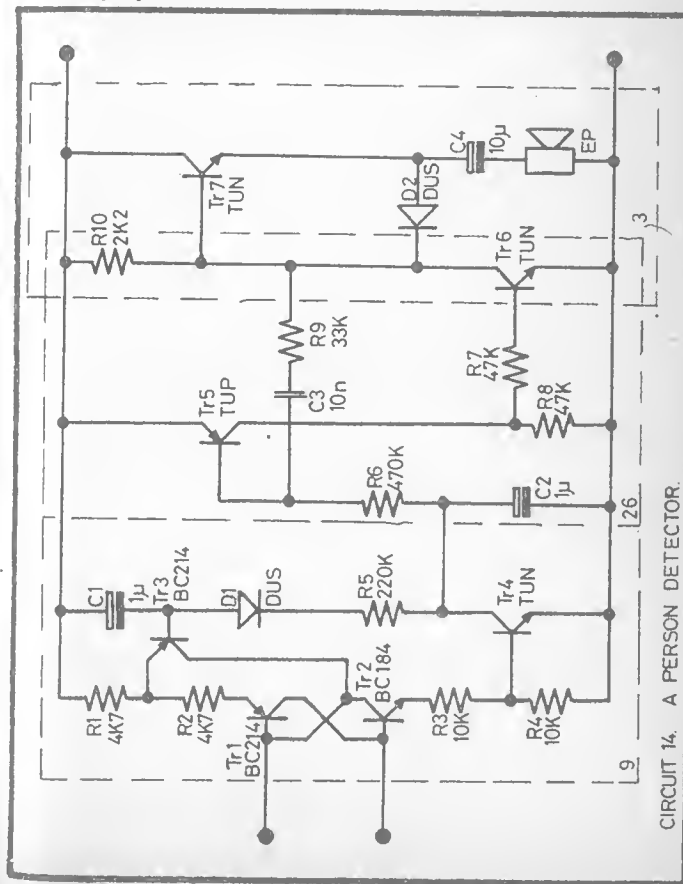 R1
4K7
C1
1µ
Tr3
BC214
R2
4K7
Tr1
BC214
D1
DUS
Tr2
BC184
R5
220K
R3
10K
Tr4
TUN
R4
10K
9
Tr5
TUP
R6
470K
C2
1µ
26
C3
10n
R9
33K
R7
47K
R8
47K
R10
2K2
Tr7
TUN
D2
DUS
Tr6
TUN
C4
10µ
EP
3
CIRCUIT 14. A PERSON DETECTOR.